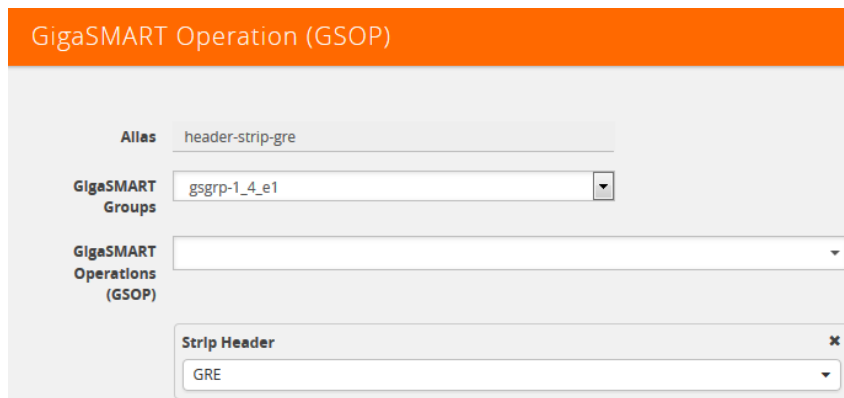 GigaSMART Operation (GSOP)
Alias header-strip-gre
GigaSMART gsgrp-1_4_e1
Groups
GigaSMART
Operations
(GSOP)
Strip Header
GRE